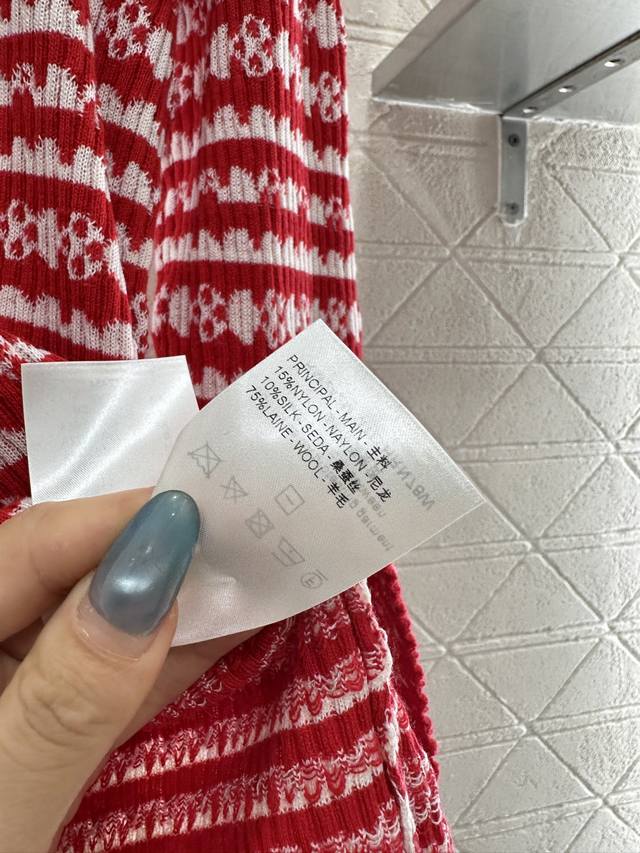 PRINCIPAL - MAIN - 主料
15%NYLON - NAYLON - 尼龙
10%SILK - SEDA - 桑蚕丝
75%LAINE - WOOL - 羊毛